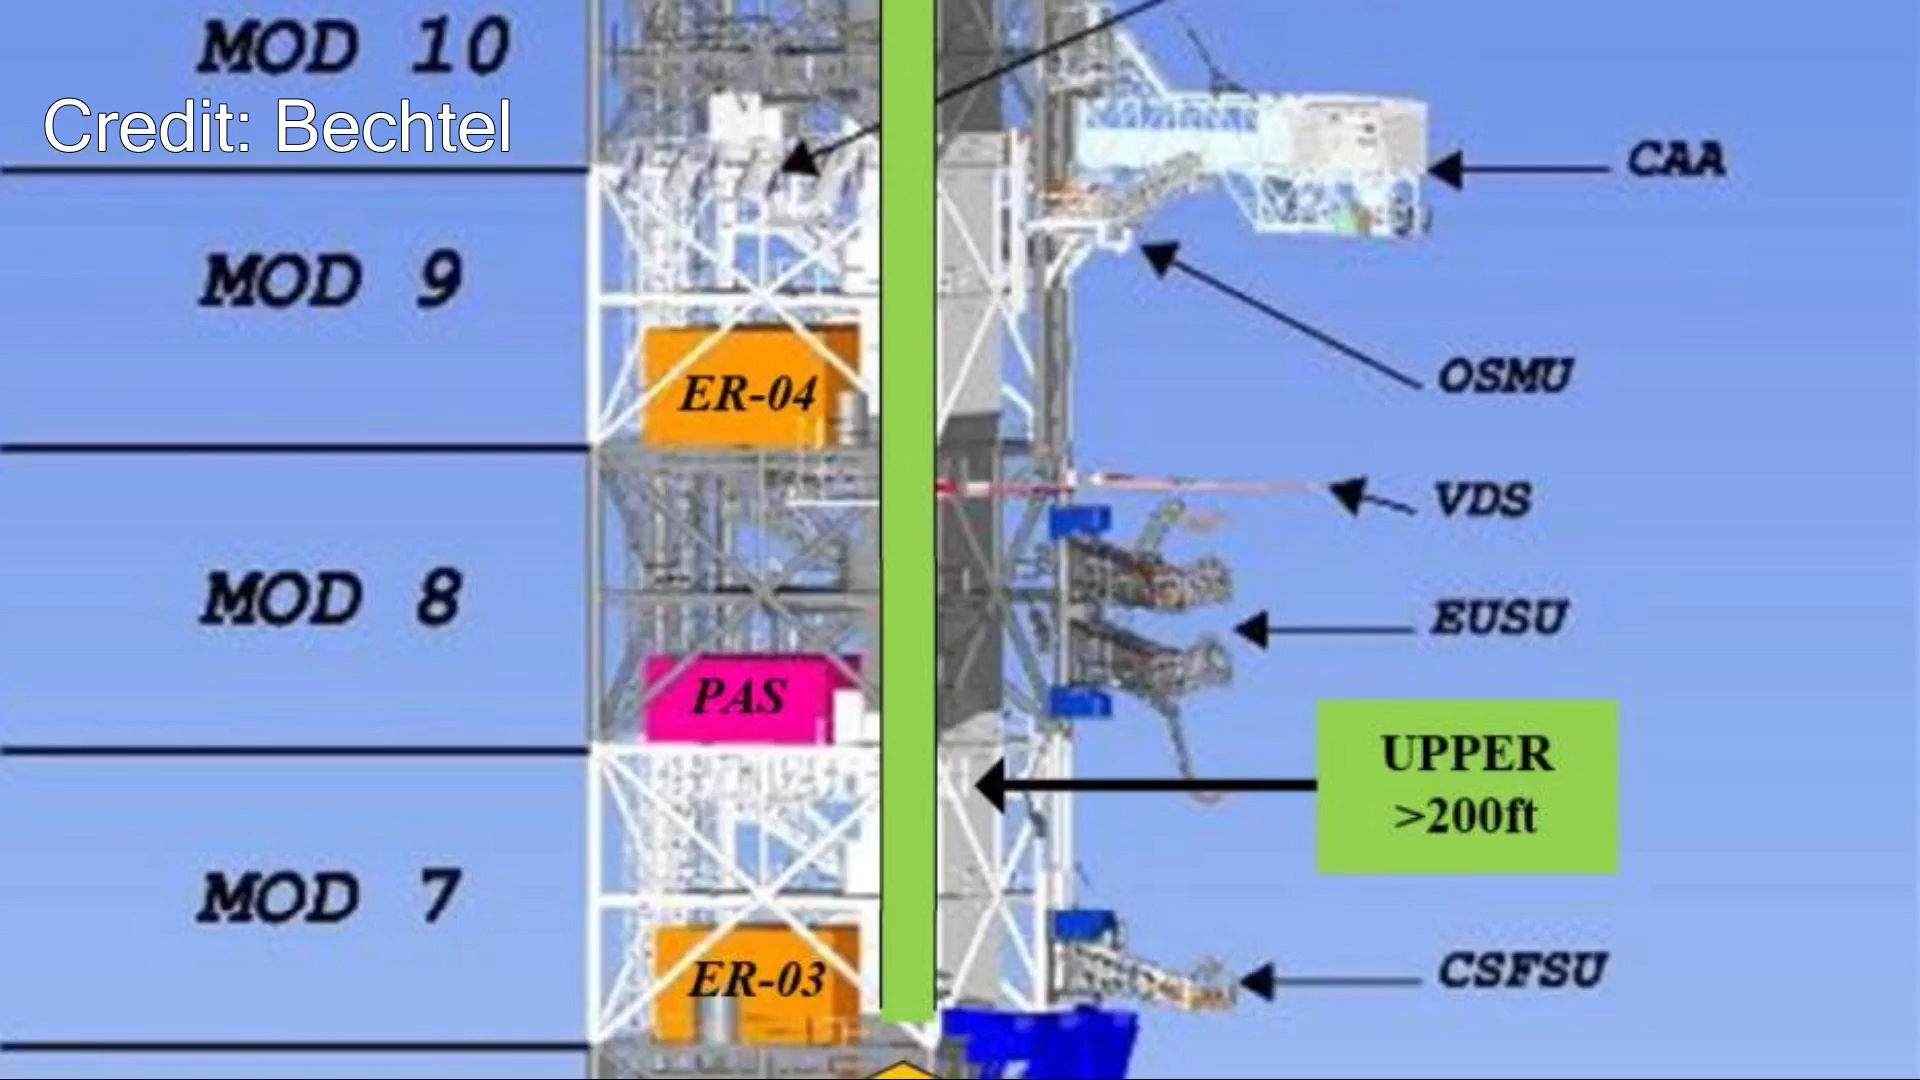 MOD 10
Credit: Bechtel
CAA
MOD 9
OSMU
ER-04
VDS
MOD 8
EUSU
PAS
UPPER
>200ft
MOD 7
ER-03
CSFSU